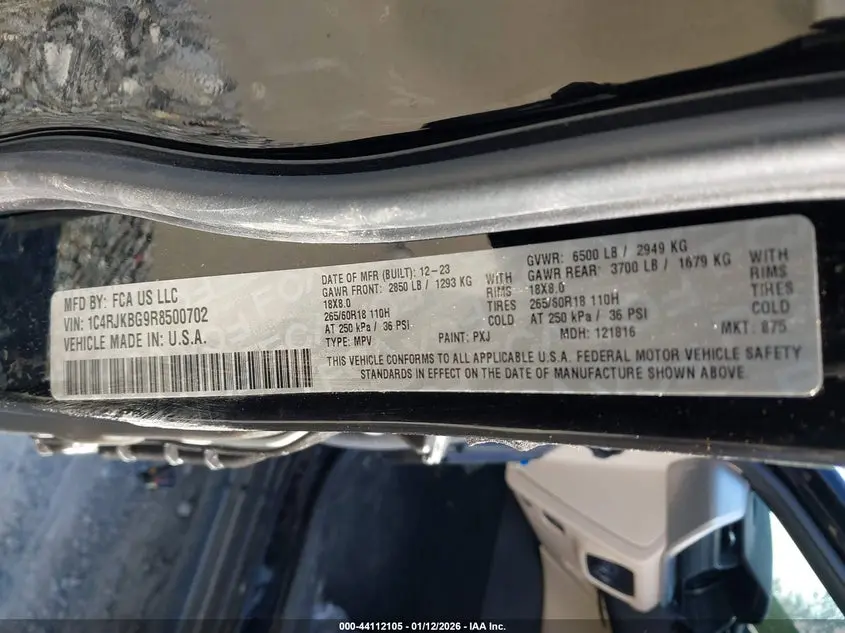 MFD BY: FCA US LLC
VIN: 1C4RJKBG9R8500702
VEHICLE MADE IN: U.S.A.
DATE OF MFR (BUILT): 12-23
GAWR FRONT: 2850 LB / 1293 KG WITH
18X8.0 RIMS
265/60R18 110H TIRES
AT 250 kPa / 36 PSI COLD
TYPE: MPV PAINT: PXJ
GVWR: 6500 LB / 2949 KG
GAWR REAR: 3700 LB / 1679 KG WITH
18X8.0 RIMS
265/60R18 110H TIRES
AT 250 kPa / 36 PSI COLD
MDH: 121816 MKT: 875
THIS VEHICLE CONFORMS TO ALL APPLICABLE U.S.A. FEDERAL MOTOR VEHICLE SAFETY
STANDARDS IN EFFECT ON THE DATE OF MANUFACTURE SHOWN ABOVE.
000-44112105 - 01/12/2026 - IAA Inc.